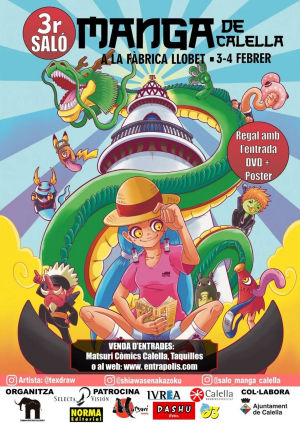 3r
SALÓ
MANGA DE
CALELLA
A LA FÀBRICA LLOBET ▪ 3-4 FEBRER
Regal amb
l'entrada
DVD +
Poster
VENDA D'ENTRADES:
Matsuri Còmics Calella, Taquilles
o al web: www.entrapolis.com
Artista: @texdraw
@shiawasenakazoku
@salo_manga_calella
ORGANITZA
PATROCINA
COL·LABORA
SELECTA VISIÓN
IVREA
Calella
Ajuntament
de Calella
NORMA
Editorial
DASHU